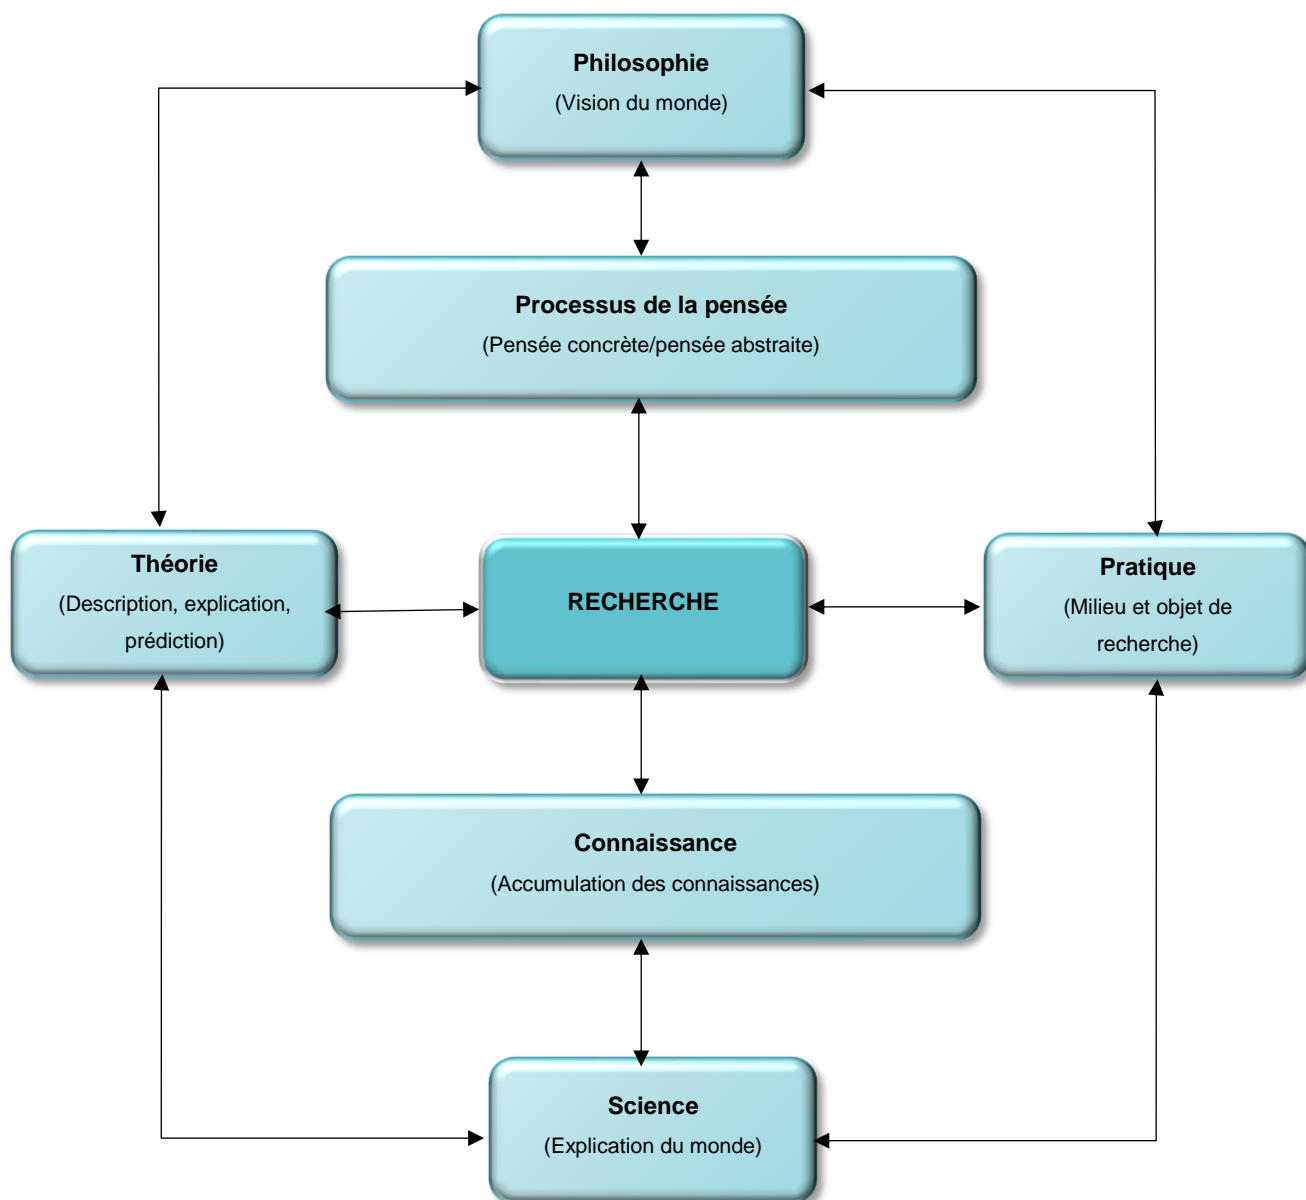 Philosophie
(Vision du monde)
Processus de la pensée
(Pensée concrète/pensée abstraite)
Théorie
(Description, explication,
prédiction)
RECHERCHE
Pratique
(Milieu et objet de
recherche)
Connaissance
(Accumulation des connaissances)
Science
(Explication du monde)